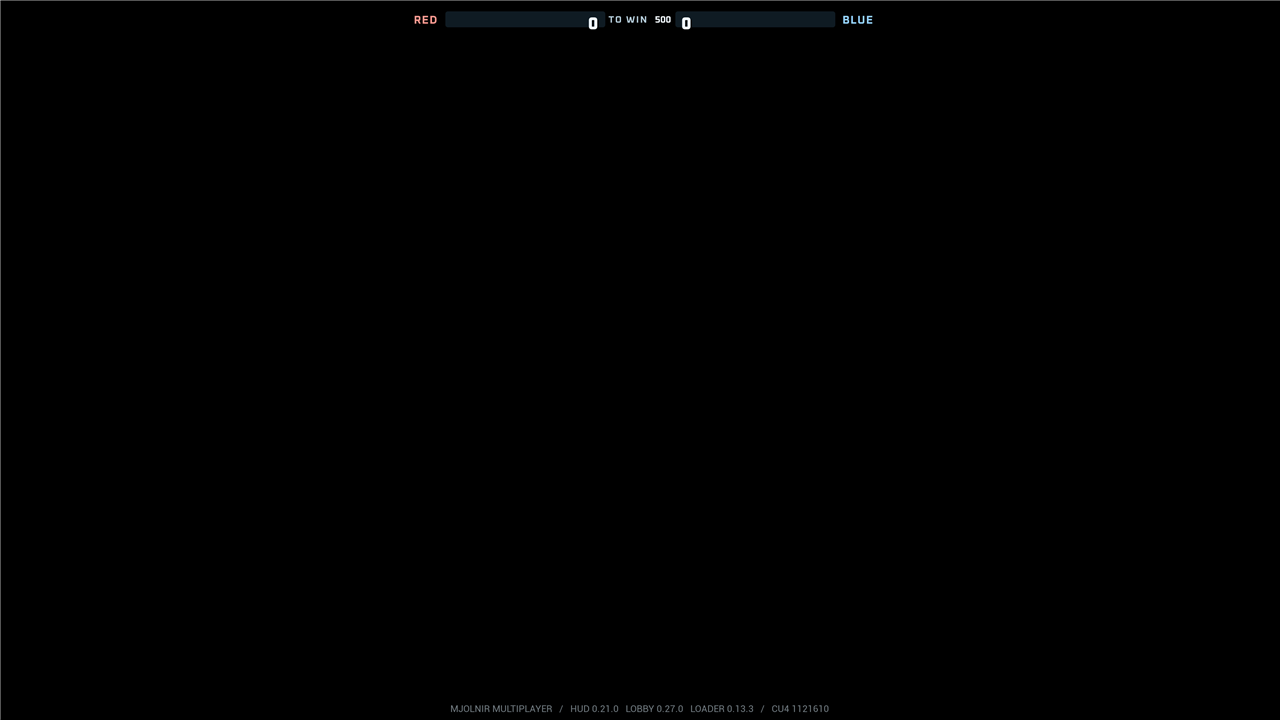 RED 0 TO WIN 500 0 BLUE
MJOLNIR MULTIPLAYER / HUD 0.21.0 LOBBY 0.27.0 LOADER 0.13.3 / CU4 1121610